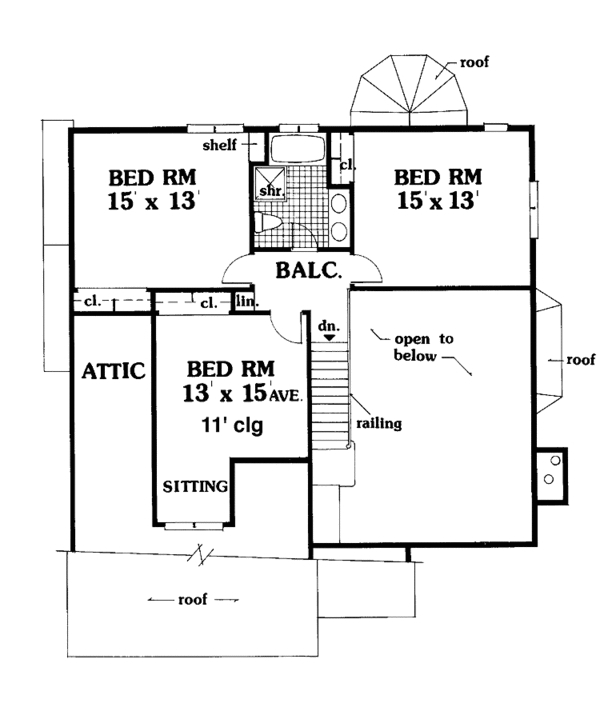 roof
shelf
cl.
BED RM
15' x 13'
shr.
BED RM
15' x 13'
BALC.
cl.
cl.
lin.
dn.
open to
below
ATTIC
BED RM
13' x 15' AVE.
11' clg
roof
railing
SITTING
roof